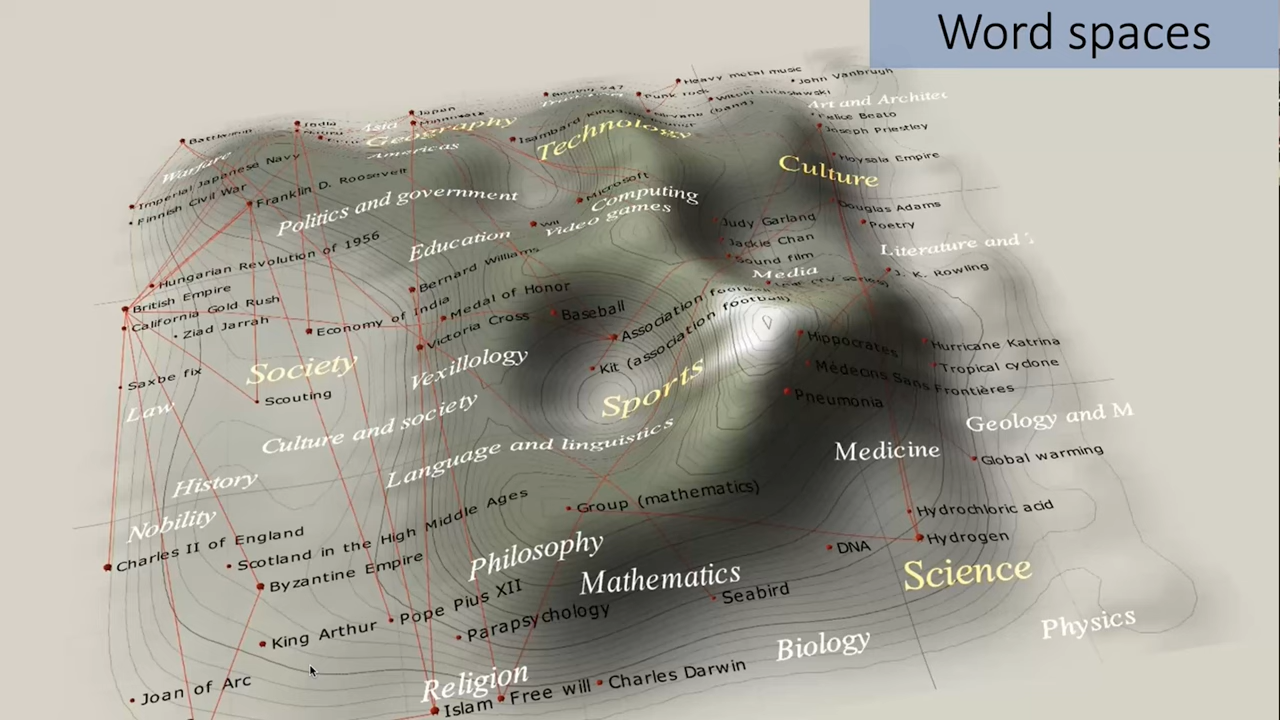 Word spaces
Heavy metal music
John Vanbrugh
Punk rock
Japan
India
Asia
Geography
Americas
Technology
Art and Architec
Felice Beato
Joseph Priestley
Warfare
Imperial Japanese Navy
Finnish Civil War
Franklin D. Roosevelt
Politics and government
Microsoft
Computing
Video games
Wii
Culture
Hoysala Empire
Douglas Adams
Poetry
Judy Garland
Jackie Chan
Sound film
Media
Literature and
J. K. Rowling
Education
Hungarian Revolution of 1956
British Empire
California Gold Rush
Ziad Jarrah
Bernard Williams
Economy of India
Medal of Honor
Victoria Cross
Baseball
Association football
Kit (association football)
Hippocrates
Médecins Sans Frontières
Pneumonia
Hurricane Katrina
Tropical cyclone
Society
Vexillology
Sports
Saxbe fix
Scouting
Law
Culture and society
Language and linguistics
Geology and M
Medicine
Global warming
History
Nobility
Charles II of England
Scotland in the High Middle Ages
Byzantine Empire
Group (mathematics)
Hydrochloric acid
Hydrogen
DNA
Philosophy
Mathematics
Science
Seabird
Pope Pius XII
King Arthur
Parapsychology
Biology
Physics
Joan of Arc
Religion
Islam
Free will
Charles Darwin